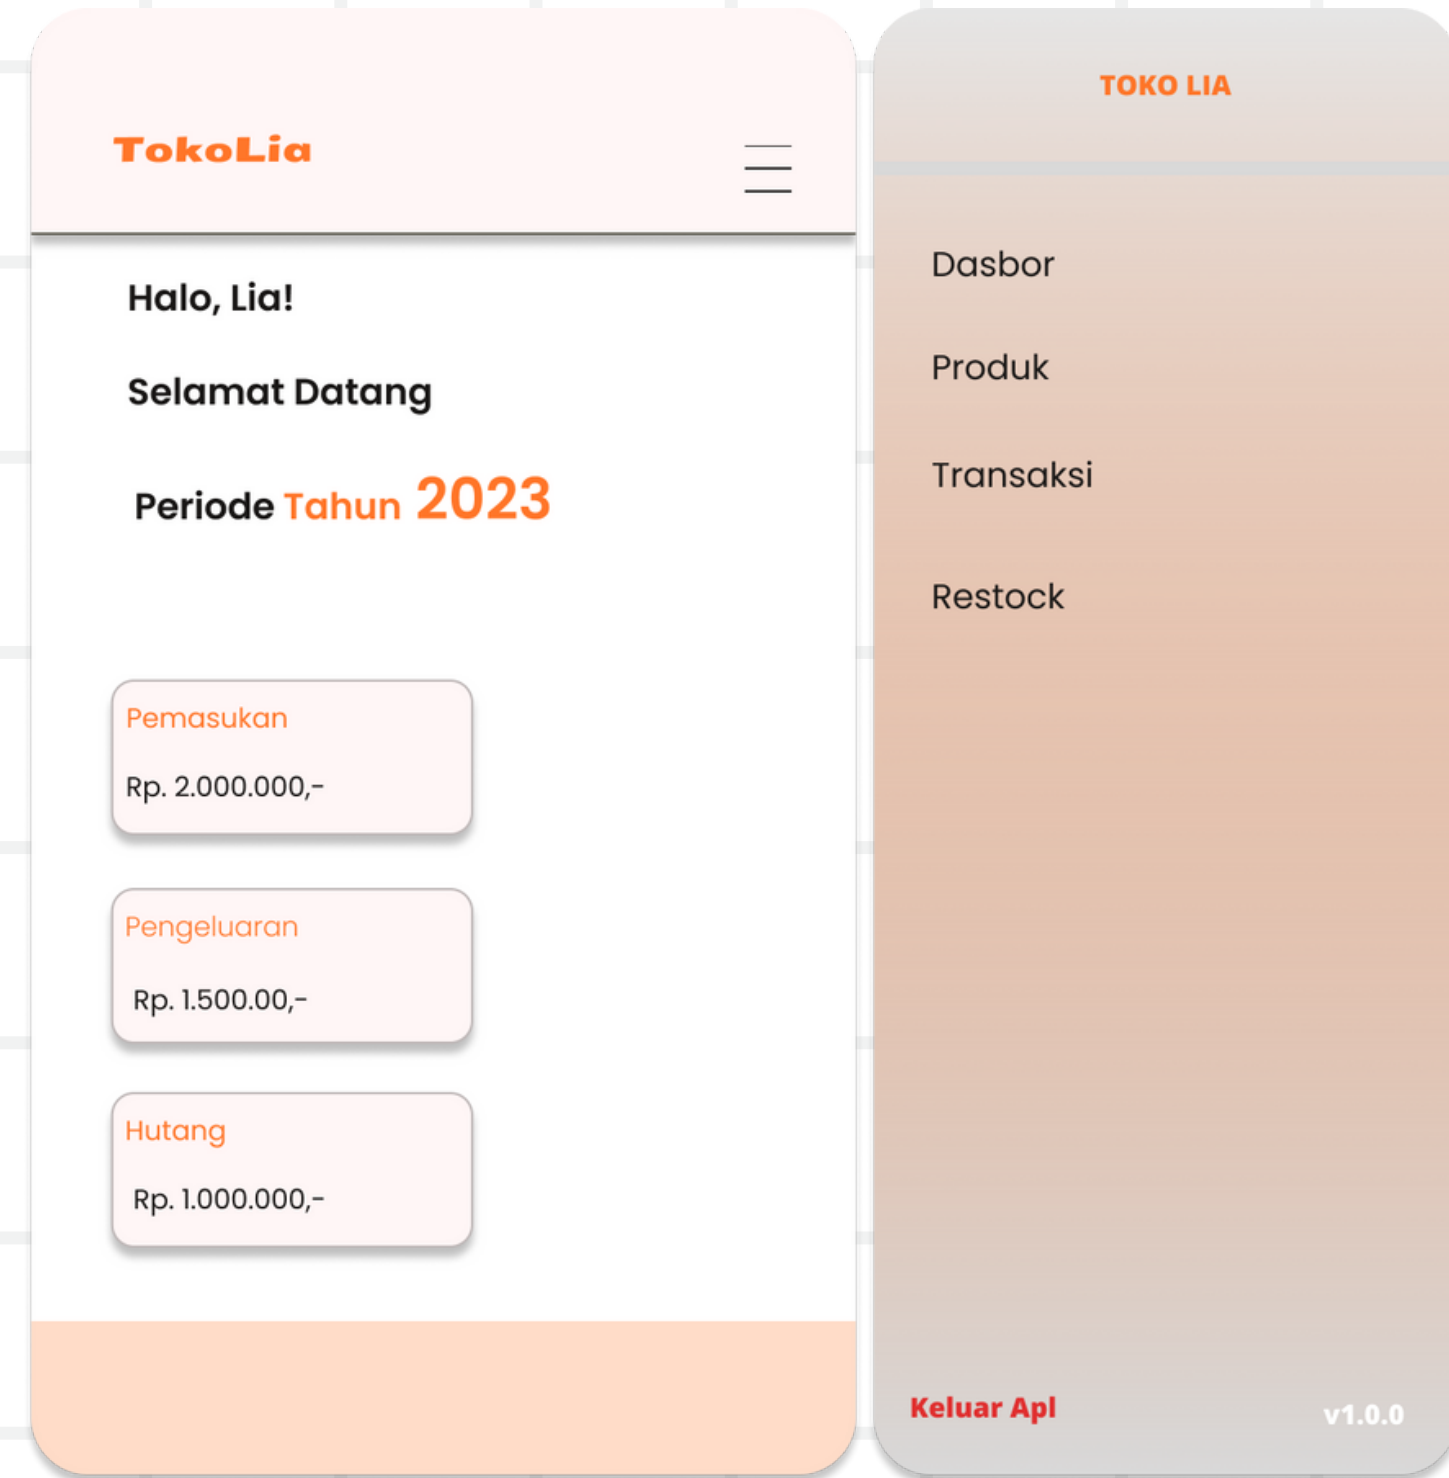 TokoLia
Halo, Lia!
Selamat Datang
Periode Tahun 2023
Pemasukan
Rp. 2.000.000,-
Pengeluaran
Rp. 1.500.00,-
Hutang
Rp. 1.000.000,-
TOKO LIA
Dasbor
Produk
Transaksi
Restock
Keluar Apl
v1.0.0